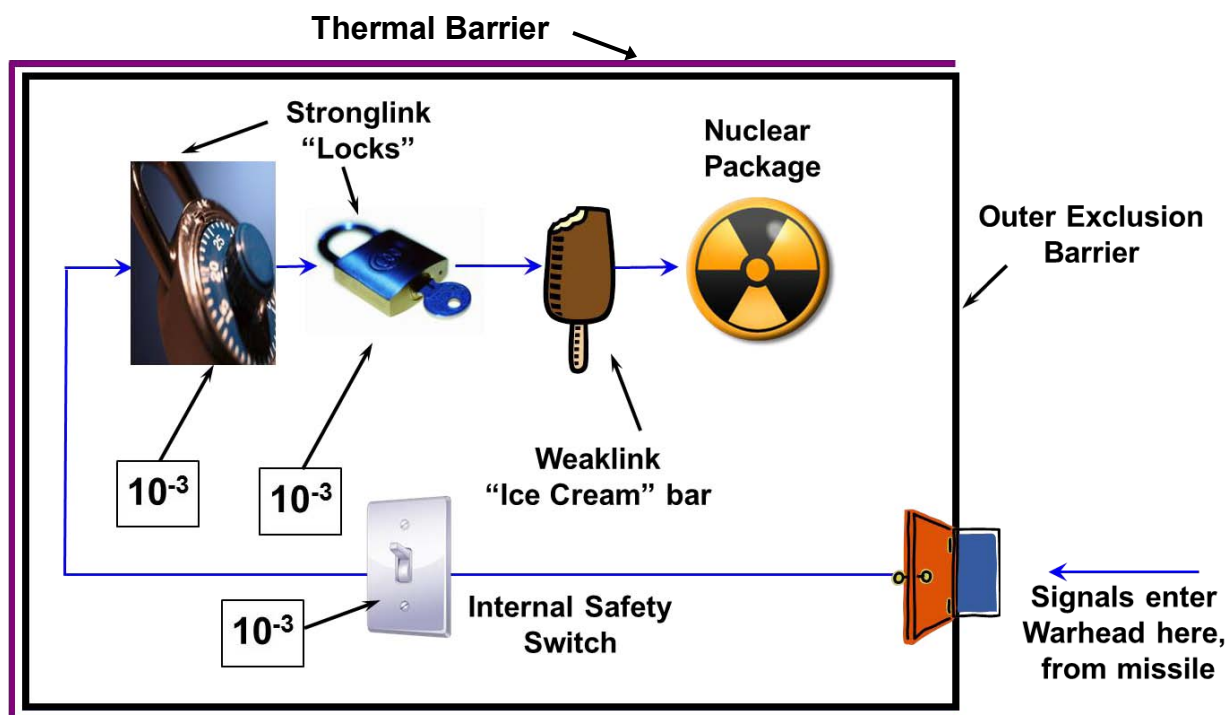 Thermal Barrier
Stronglink
“Locks”
Nuclear
Package
Outer Exclusion
Barrier
Weaklink
“Ice Cream” bar
10-3
10-3
10-3
Internal Safety
Switch
Signals enter
Warhead here,
from missile